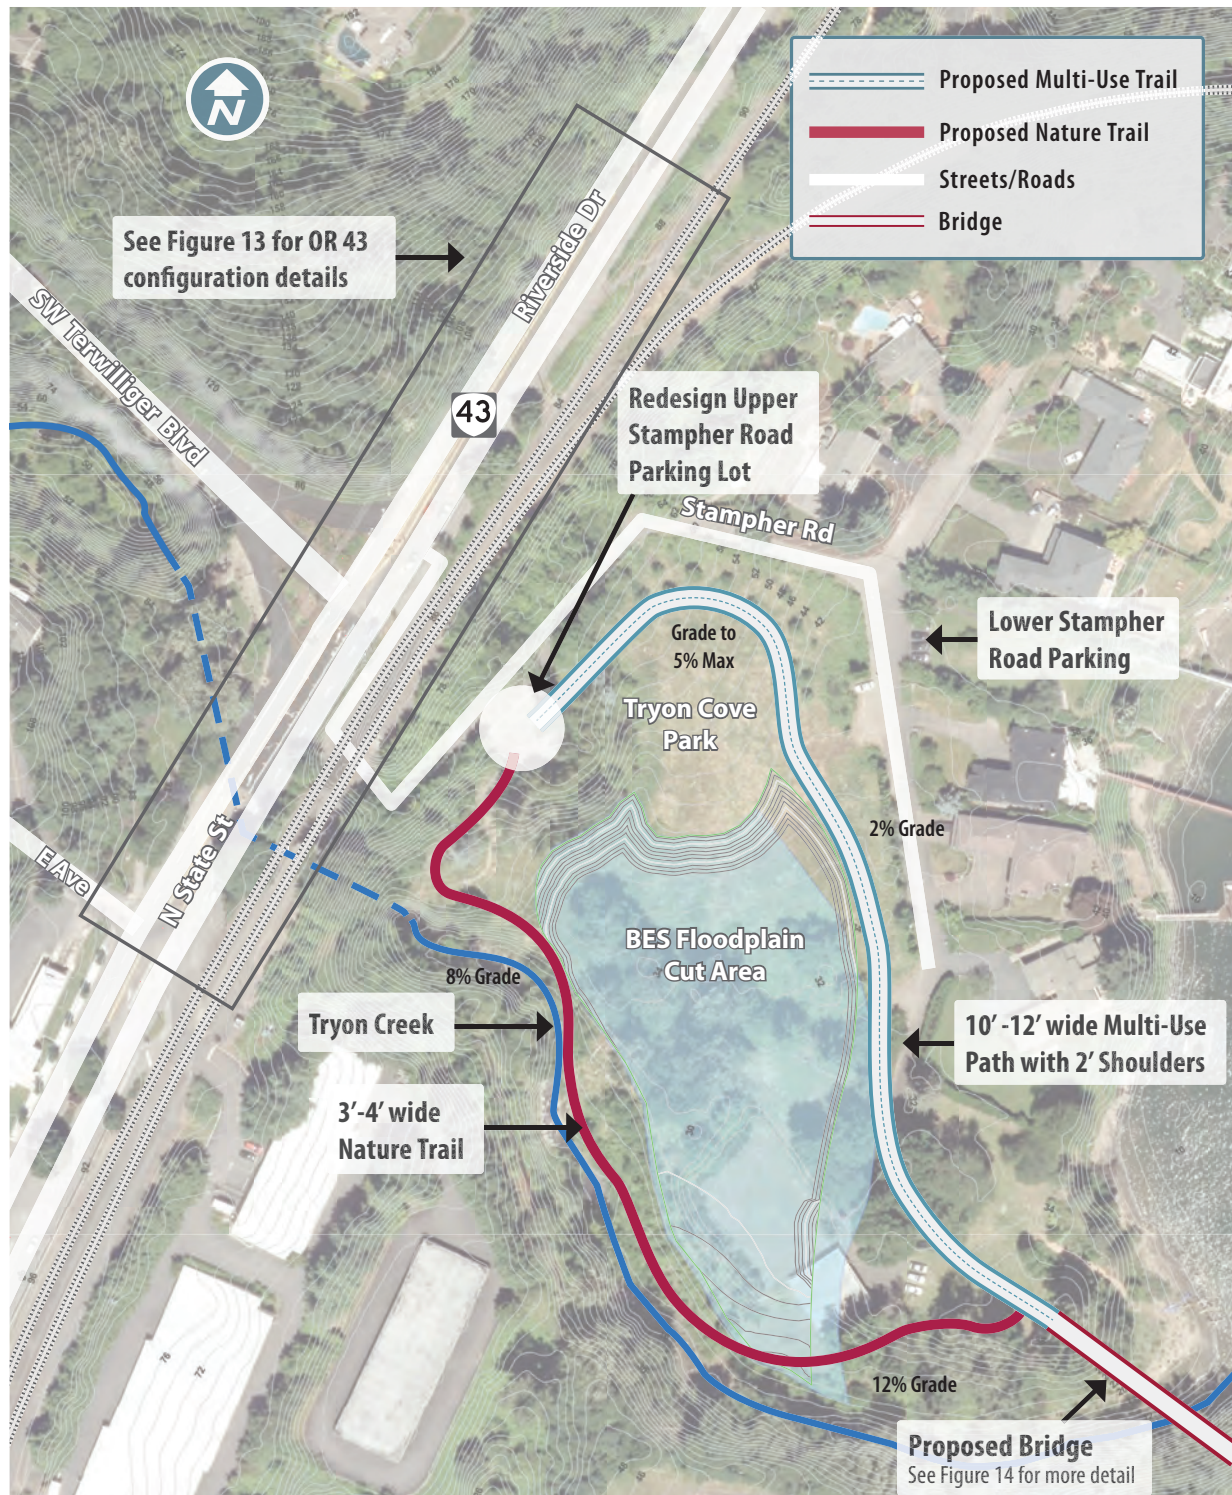 N
Proposed Multi-Use Trail
Proposed Nature Trail
Streets/Roads
Bridge
See Figure 13 for OR 43
configuration details
Riverside Dr
SW Terwilliger Blvd
43
Redesign Upper
Stampher Road
Parking Lot
Stampher Rd
Lower Stampher
Road Parking
Grade to
5% Max
Tryon Cove
Park
2% Grade
N State St
E Ave
BES Floodplain
Cut Area
8% Grade
Tryon Creek
10' -12' wide Multi-Use
Path with 2' Shoulders
3'-4' wide
Nature Trail
12% Grade
Proposed Bridge
See Figure 14 for more detail
76
72